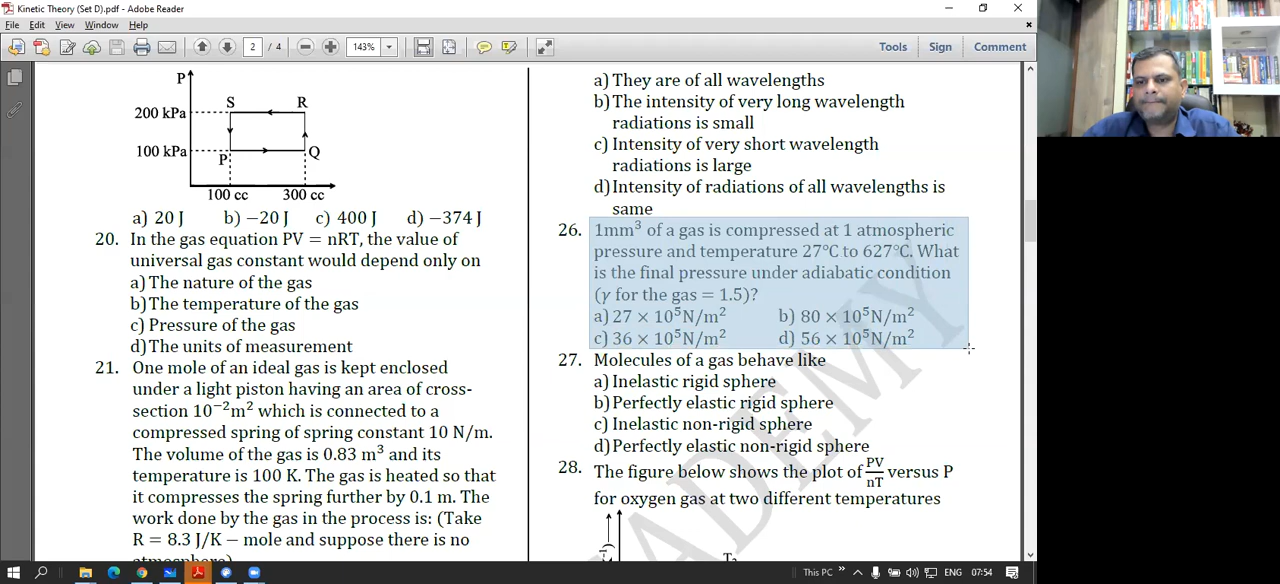 Kinetic Theory (Set D).pdf - Adobe Reader
File Edit View Window Help
2 / 4 143% Tools Sign Comment
P
200 kPa S R
100 kPa P Q
100 cc 300 cc
a) 20 J b) −20 J c) 400 J d) −374 J
20. In the gas equation PV = nRT, the value of
universal gas constant would depend only on
a) The nature of the gas
b) The temperature of the gas
c) Pressure of the gas
d) The units of measurement
21. One mole of an ideal gas is kept enclosed
under a light piston having an area of cross-
section 10⁻²m² which is connected to a
compressed spring of spring constant 10 N/m.
The volume of the gas is 0.83 m³ and its
temperature is 100 K. The gas is heated so that
it compresses the spring further by 0.1 m. The
work done by the gas in the process is: (Take
R = 8.3 J/K − mole and suppose there is no
atmosphere)
a) They are of all wavelengths
b) The intensity of very long wavelength
radiations is small
c) Intensity of very short wavelength
radiations is large
d) Intensity of radiations of all wavelengths is
same
26. 1mm³ of a gas is compressed at 1 atmospheric
pressure and temperature 27°C to 627°C. What
is the final pressure under adiabatic condition
(γ for the gas = 1.5)?
a) 27 × 10⁵N/m² b) 80 × 10⁵N/m²
c) 36 × 10⁵N/m² d) 56 × 10⁵N/m²
27. Molecules of a gas behave like
a) Inelastic rigid sphere
b) Perfectly elastic rigid sphere
c) Inelastic non-rigid sphere
d) Perfectly elastic non-rigid sphere
28. The figure below shows the plot of PV/nT versus P
for oxygen gas at two different temperatures
ADEMY
This PC ENG 07:54